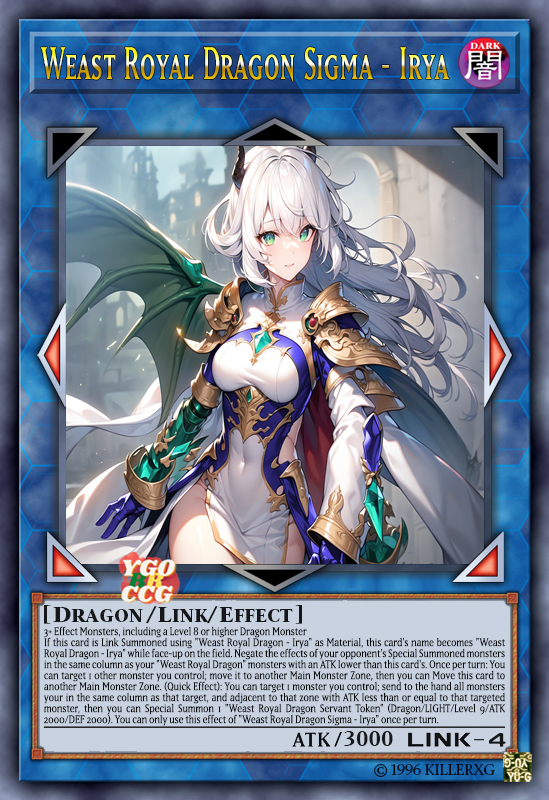 Weast Royal Dragon Sigma - Irya
DARK
闇
YGO
CCG
[Dragon/Link/Effect]
3+ Effect Monsters, including a Level 8 or higher Dragon Monster
If this card is Link Summoned using "Weast Royal Dragon - Irya" as Material, this card's name becomes "Weast
Royal Dragon - Irya" while face-up on the field. Negate the effects of your opponent's Special Summoned monsters
in the same column as your "Weast Royal Dragon" monsters with an ATK lower than this card's. Once per turn: You
can target 1 other monster you control; move it to another Main Monster Zone, then you can Move this card to
another Main Monster Zone. (Quick Effect): You can target 1 monster you control; send to the hand all monsters
your in the same column as that target, and adjacent to that zone with ATK less than or equal to that targeted
monster, then you can Special Summon 1 "Weast Royal Dragon Servant Token" (Dragon/LIGHT/Level 9/ATK
2000/DEF 2000). You can only use this effect of "Weast Royal Dragon Sigma - Irya" once per turn.
ATK/3000 LINK-4
© 1996 KILLERXG